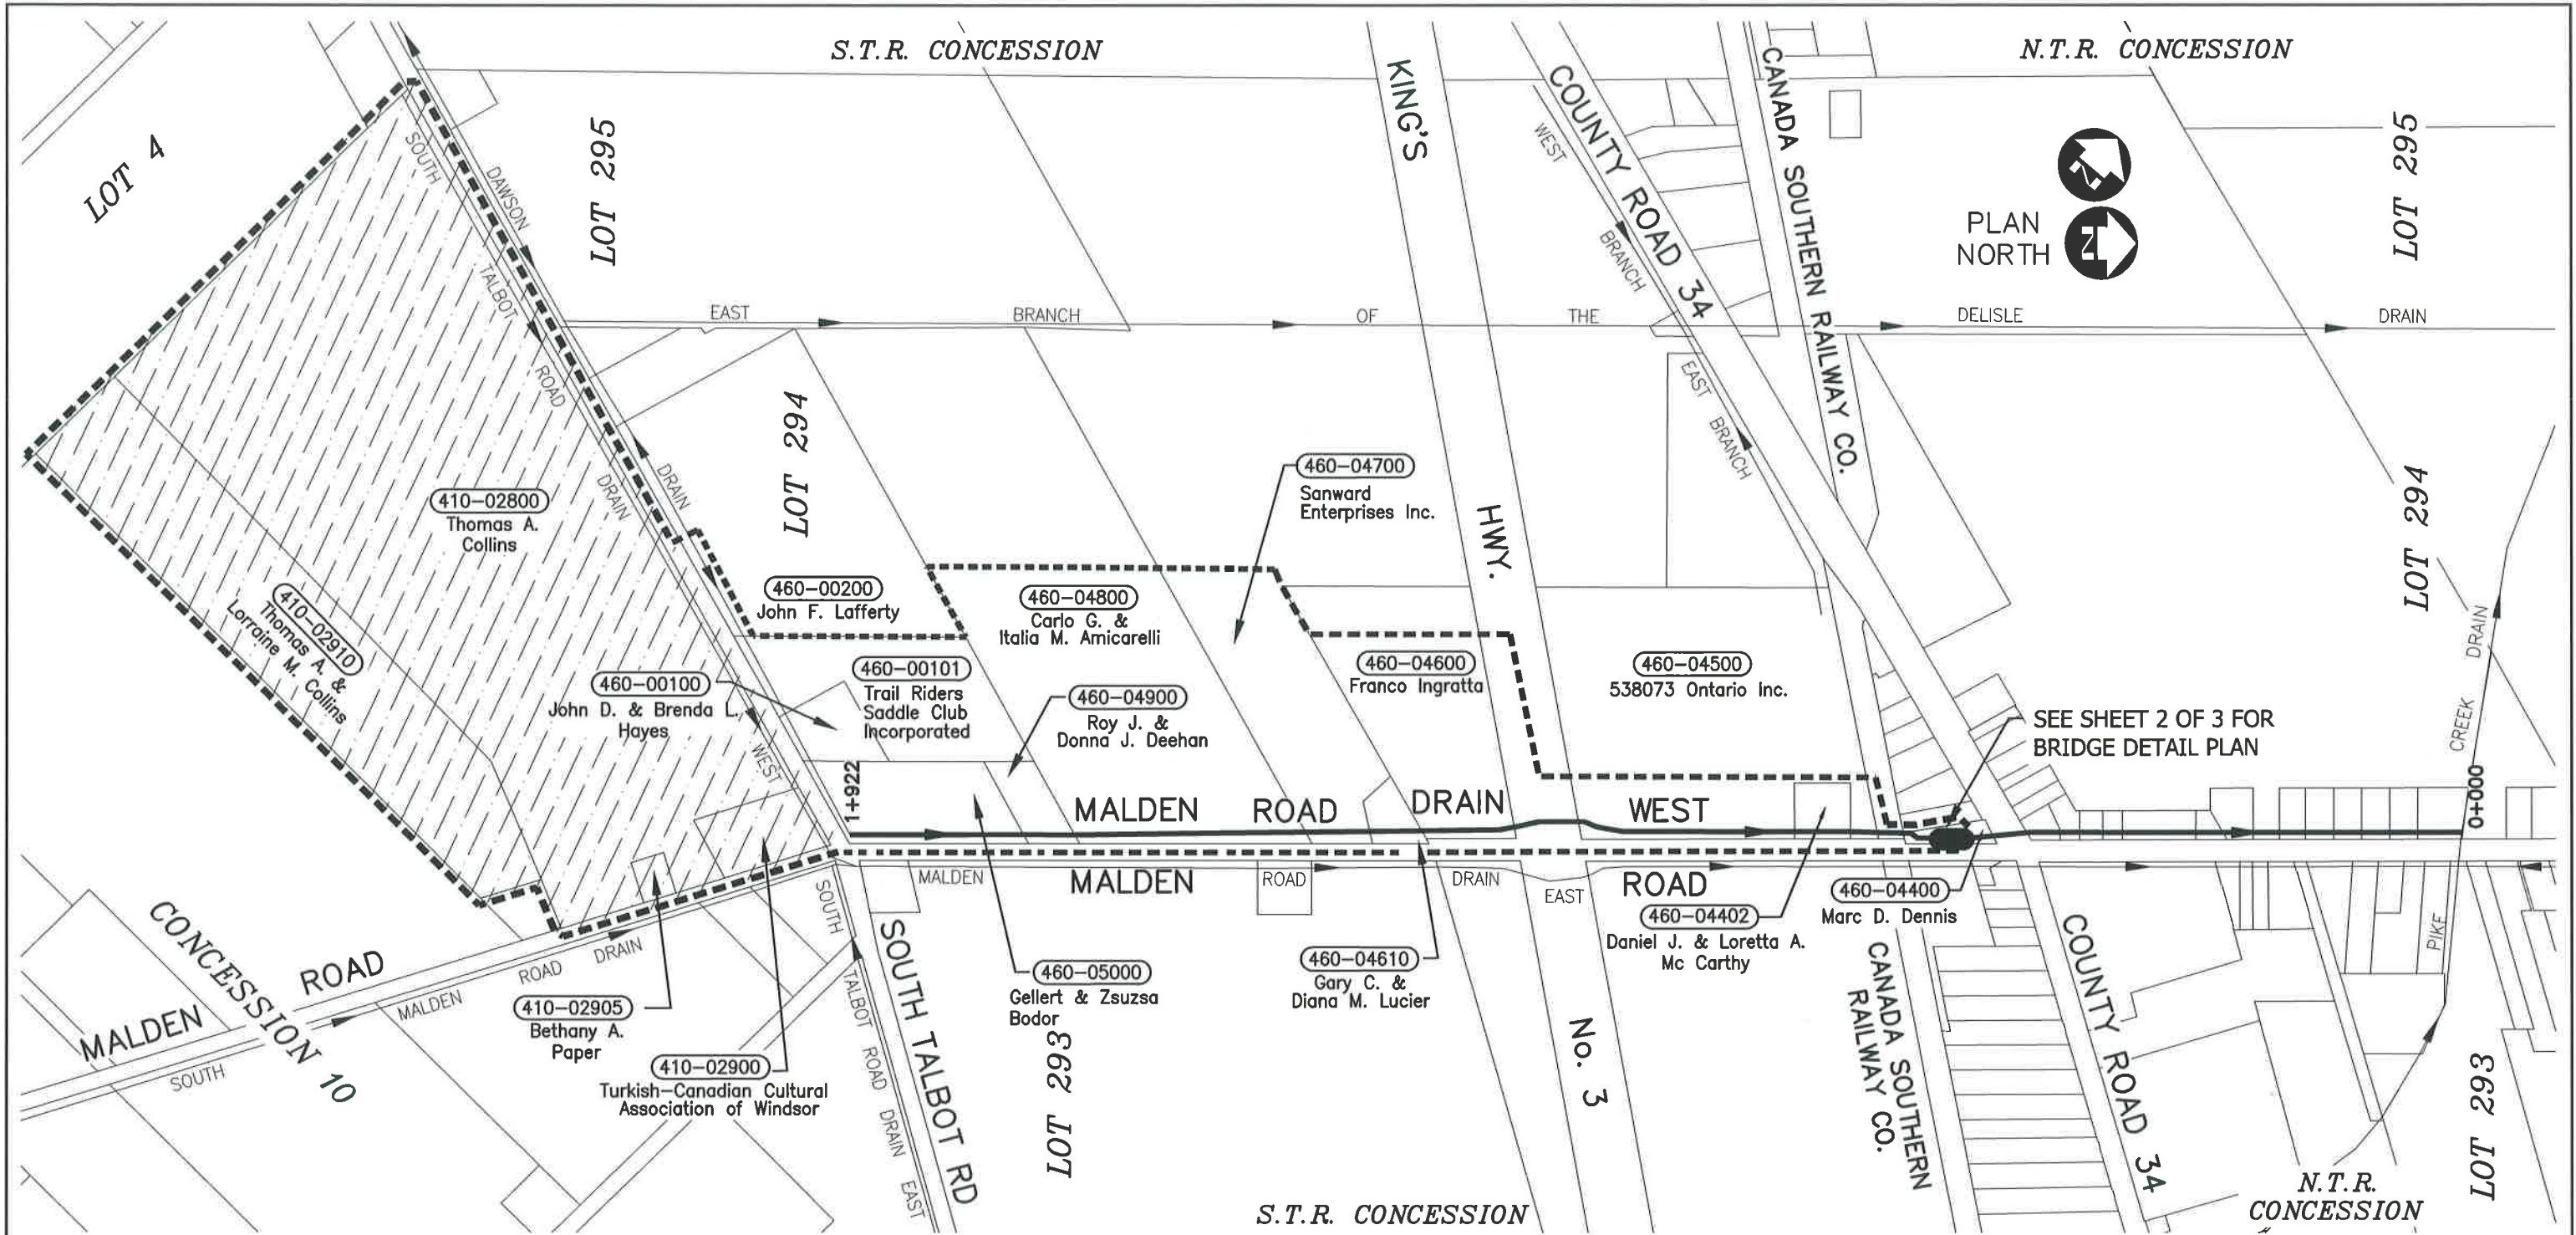 S.T.R. CONCESSION
N.T.R. CONCESSION
LOT 4
LOT 295
KING'S
HWY.
No. 3
COUNTY ROAD 34
CANADA SOUTHERN RAILWAY CO.
WEST
BRANCH
EAST BRANCH
PLAN
NORTH
N
N
LOT 295
SOUTH
TALBOT
ROAD
DRAIN
WEST
DAWSON
DRAIN
EAST BRANCH OF THE DELISLE DRAIN
LOT 294
LOT 294
410-02800
Thomas A.
Collins
410-02910
Thomas A. &
Lorraine M. Collins
460-00200
John F. Lafferty
460-04800
Carlo G. &
Italia M. Amicarelli
460-04700
Sanward
Enterprises Inc.
460-00100
John D. & Brenda L.
Hayes
460-00101
Trail Riders
Saddle Club
Incorporated
460-04900
Roy J. &
Donna J. Deehan
460-04600
Franco Ingratta
460-04500
538073 Ontario Inc.
SEE SHEET 2 OF 3 FOR
BRIDGE DETAIL PLAN
1+922
0+000
MALDEN ROAD DRAIN WEST
MALDEN ROAD
MALDEN ROAD DRAIN EAST
PIKE CREEK DRAIN
460-04402
Daniel J. & Loretta A.
Mc Carthy
460-04400
Marc D. Dennis
460-04610
Gary C. &
Diana M. Lucier
460-05000
Gellert & Zsuzsa
Bodor
410-02905
Bethany A.
Paper
410-02900
Turkish-Canadian Cultural
Association of Windsor
CONCESSION 10
MALDEN ROAD
SOUTH MALDEN ROAD DRAIN
SOUTH TALBOT ROAD DRAIN EAST
SOUTH TALBOT RD
LOT 293
S.T.R. CONCESSION
CANADA SOUTHERN
RAILWAY CO.
COUNTY ROAD 34
N.T.R.
CONCESSION
LOT 293